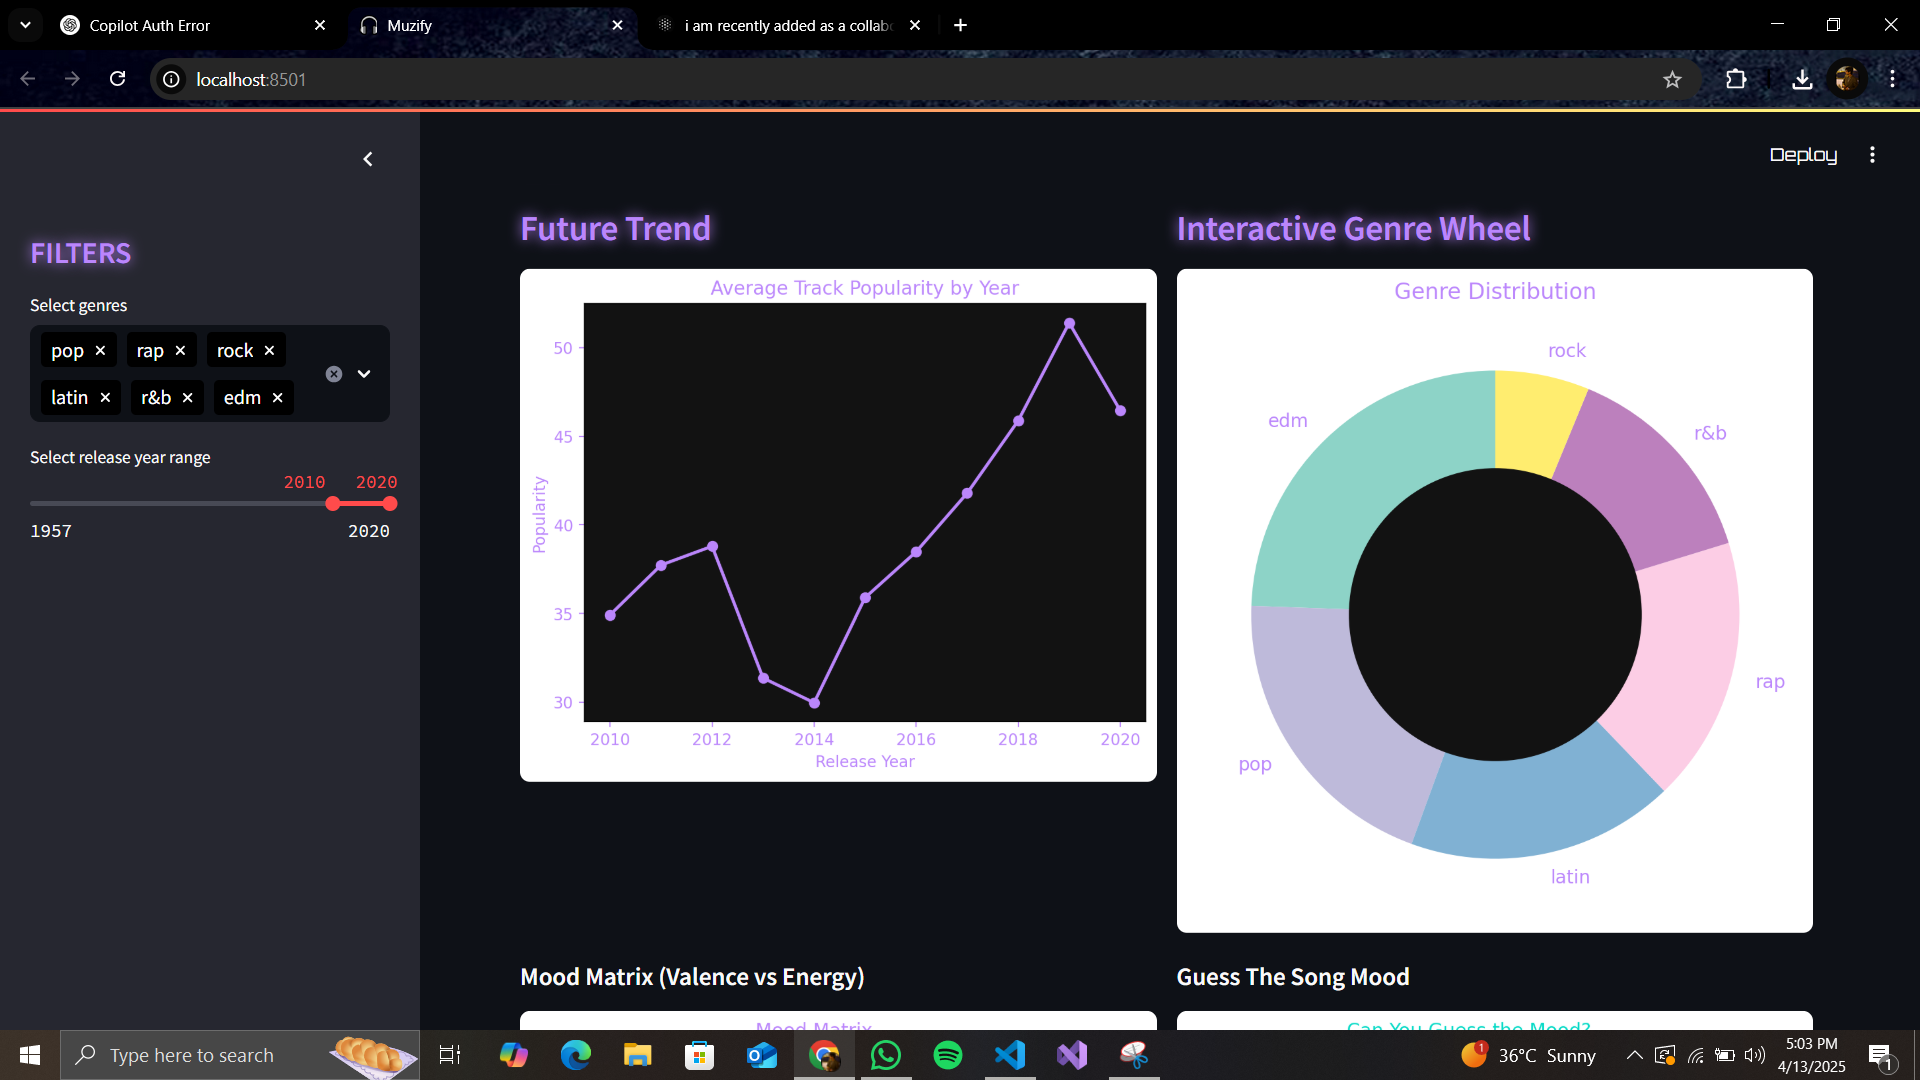 Copilot Auth Error
Muzify
i am recently added as a collab
localhost:8501
Deploy
FILTERS
Select genres
pop
rap
rock
latin
r&b
edm
Select release year range
2010
2020
1957
2020
Future Trend
Average Track Popularity by Year
50
45
40
35
30
Popularity
2010
2012
2014
2016
2018
2020
Release Year
Interactive Genre Wheel
Genre Distribution
rock
edm
r&b
rap
pop
latin
Mood Matrix (Valence vs Energy)
Mood Matrix
Guess The Song Mood
Can You Guess the Mood?
Type here to search
1
36°C Sunny
5:03 PM
4/13/2025
1